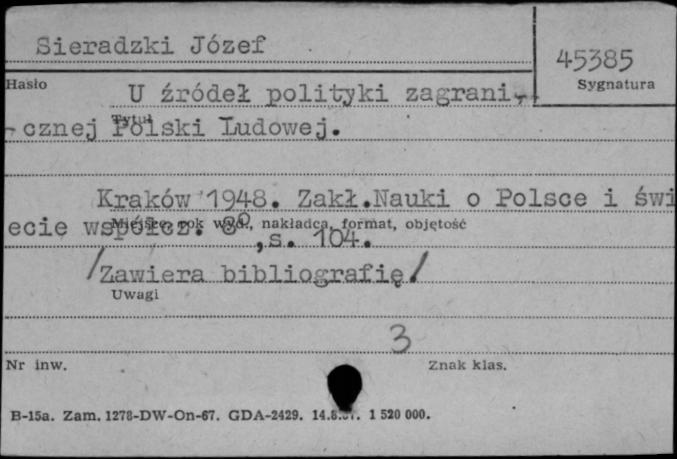 Sieradzki Józef
45385
Hasło
Sygnatura
U źródeł polityki zagrani-
-cznej Polski Ludowej.
Tytuł
Kraków 1948. Zakł.Nauki o Polsce i świ
ecie współcz. 8°,s. 104.
Miejsce, rok wyd., nakładca, format, objętość
/Zawiera bibliografię/
Uwagi
3
Nr inw.
Znak klas.
B-15a. Zam. 1278-DW-On-67. GDA-2429. 1 520 000.